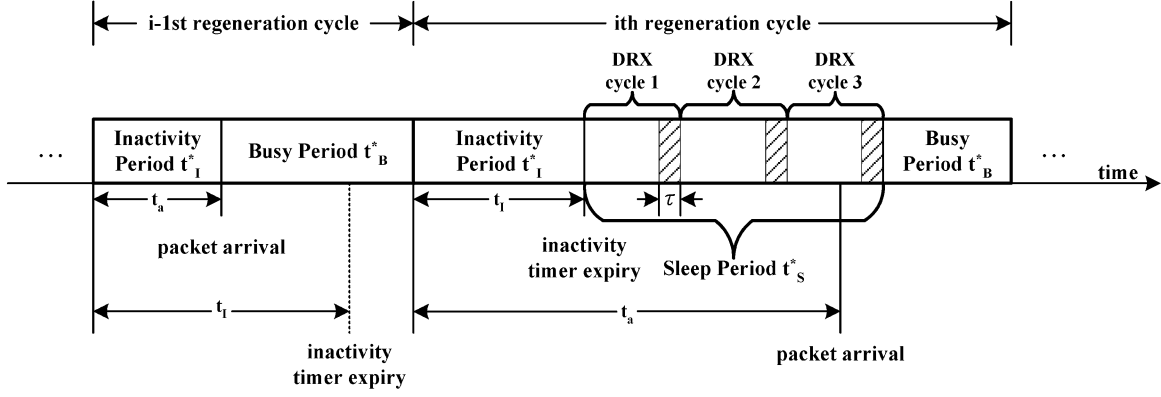 i-1st regeneration cycle
ith regeneration cycle
DRX
cycle 1
DRX
cycle 2
DRX
cycle 3
...
Inactivity
Period t*I
Busy Period t*B
Inactivity
Period t*I
Busy
Period t*B
...
time
ta
tI
τ
packet arrival
inactivity
timer expiry
Sleep Period t*S
tI
ta
inactivity
timer expiry
packet arrival